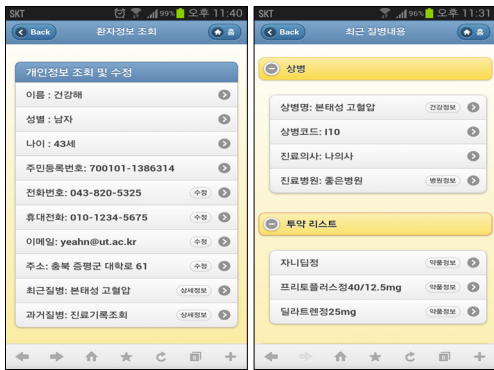 SKT 99% 오후 11:40
Back 환자정보 조회 홈
개인정보 조회 및 수정
이름 : 건강해
성별 : 남자
나이 : 43세
주민등록번호: 700101-1386314
전화번호: 043-820-5325 수정
휴대전화: 010-1234-5675 수정
이메일: yeahn@ut.ac.kr 수정
주소: 충북 증평군 대학로 61 수정
최근질병: 본태성 고혈압 상세정보
과거질병: 진료기록조회 상세정보
SKT 96% 오후 11:31
Back 최근 질병내용 홈
상병
상병명: 본태성 고혈압 건강정보
상병코드: I10
진료의사: 나의사
진료병원: 좋은병원 병원정보
투약 리스트
자니딥정 약품정보
프리토플러스정40/12.5mg 약품정보
딜라트렌정25mg 약품정보